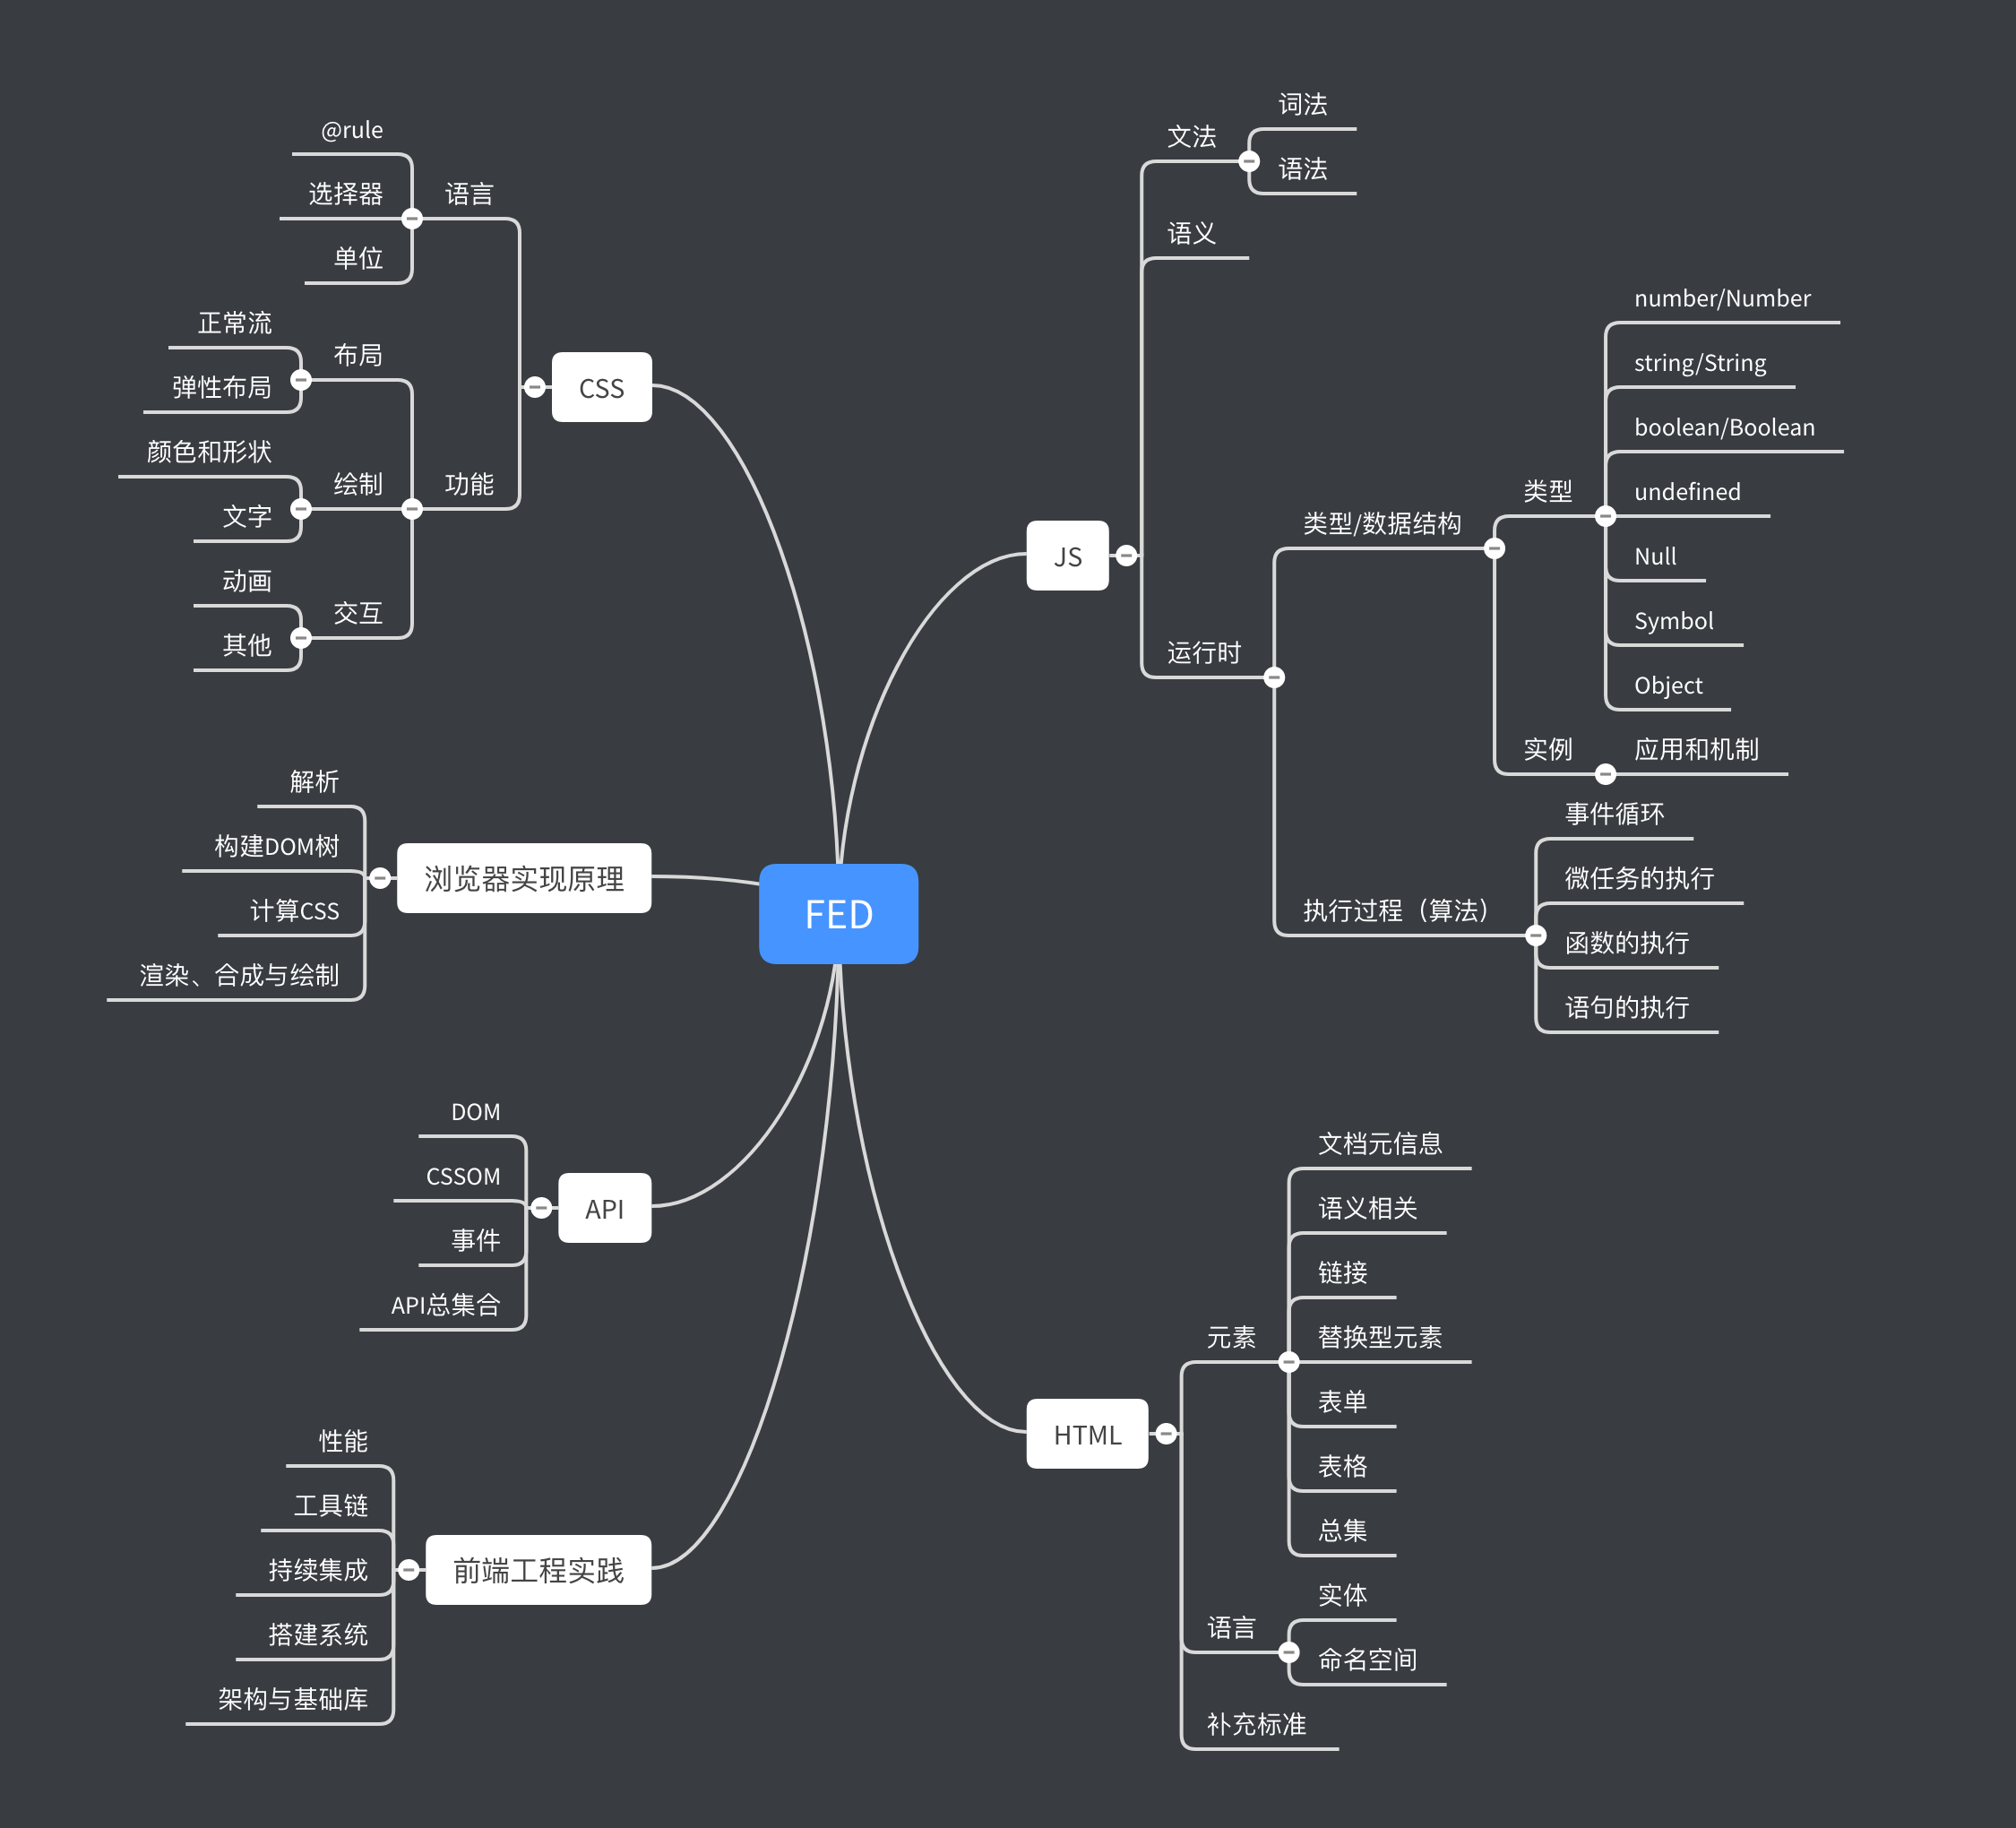 FED
JS
文法
词法
语法
语义
运行时
类型/数据结构
类型
number/Number
string/String
boolean/Boolean
undefined
Null
Symbol
Object
实例
应用和机制
执行过程（算法）
事件循环
微任务的执行
函数的执行
语句的执行
HTML
元素
文档元信息
语义相关
链接
替换型元素
表单
表格
总集
语言
实体
命名空间
补充标准
CSS
语言
@rule
选择器
单位
功能
布局
正常流
弹性布局
绘制
颜色和形状
文字
交互
动画
其他
浏览器实现原理
解析
构建DOM树
计算CSS
渲染、合成与绘制
API
DOM
CSSOM
事件
API总集合
前端工程实践
性能
工具链
持续集成
搭建系统
架构与基础库